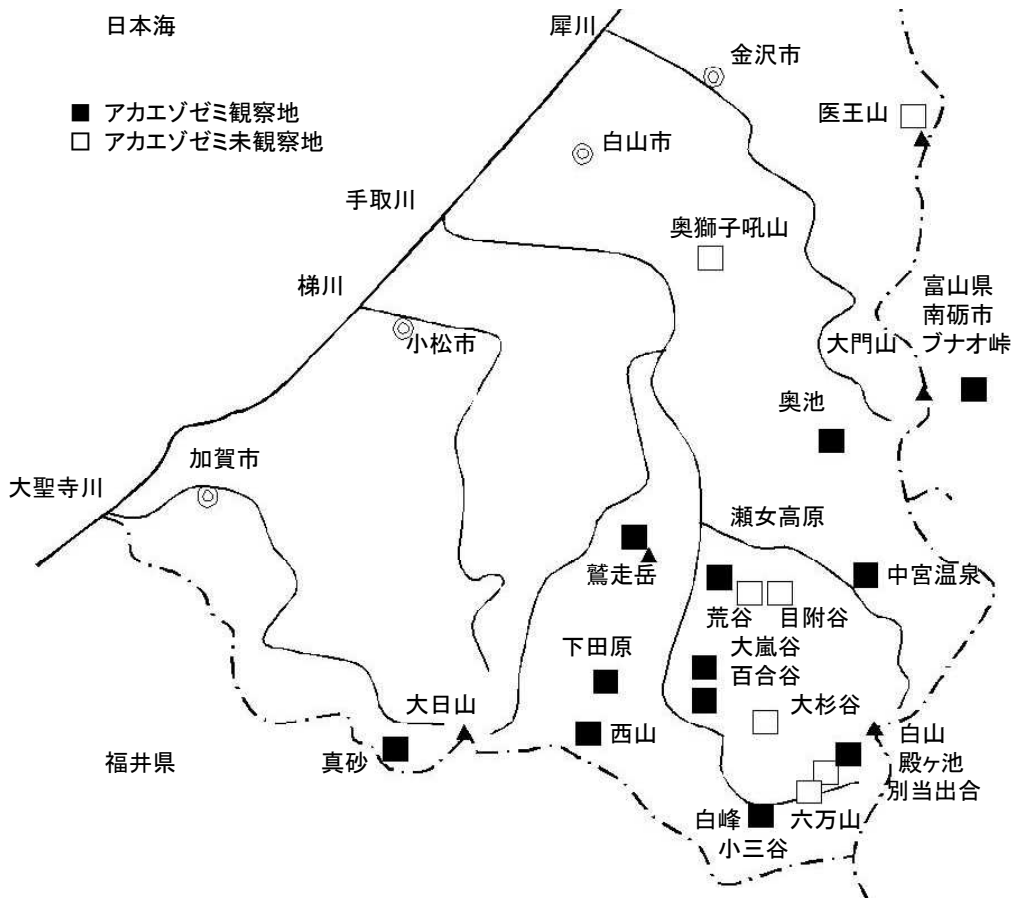 日本海
犀川
金沢市
■ アカエゾゼミ観察地
□ アカエゾゼミ未観察地
医王山
白山市
手取川
奥獅子吼山
梯川
富山県
南砺市
ブナオ峠
小松市
大門山
奥池
加賀市
大聖寺川
瀬女高原
鷲走岳
中宮温泉
荒谷
目附谷
下田原
大嵐谷
百合谷
大日山
大杉谷
西山
白山
殿ヶ池
別当出合
福井県
真砂
白峰
六万山
小三谷